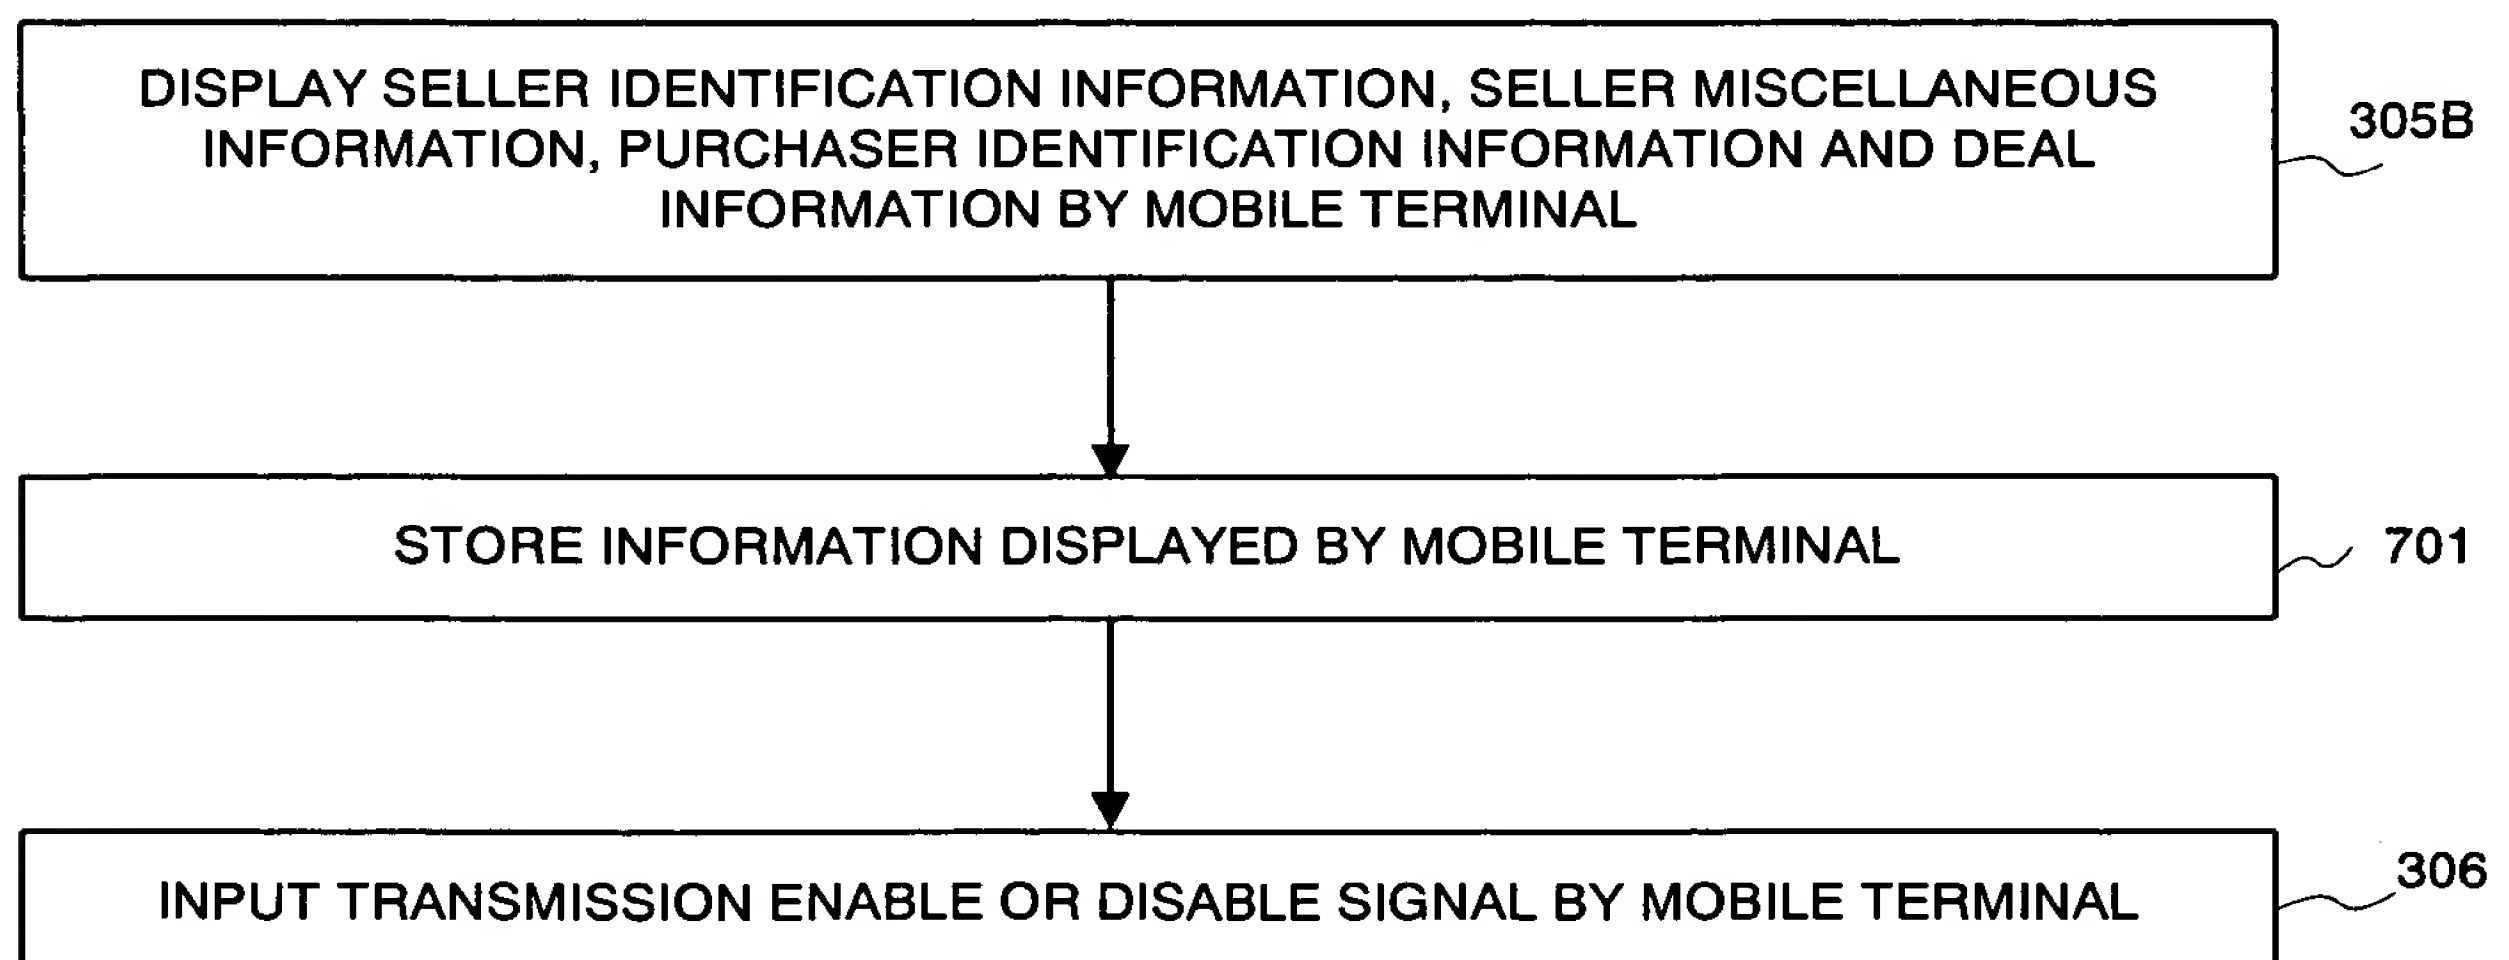 DISPLAY SELLER IDENTIFICATION INFORMATION, SELLER MISCELLANEOUS
INFORMATION, PURCHASER IDENTIFICATION INFORMATION AND DEAL
INFORMATION BY MOBILE TERMINAL
305B
STORE INFORMATION DISPLAYED BY MOBILE TERMINAL
701
INPUT TRANSMISSION ENABLE OR DISABLE SIGNAL BY MOBILE TERMINAL
306